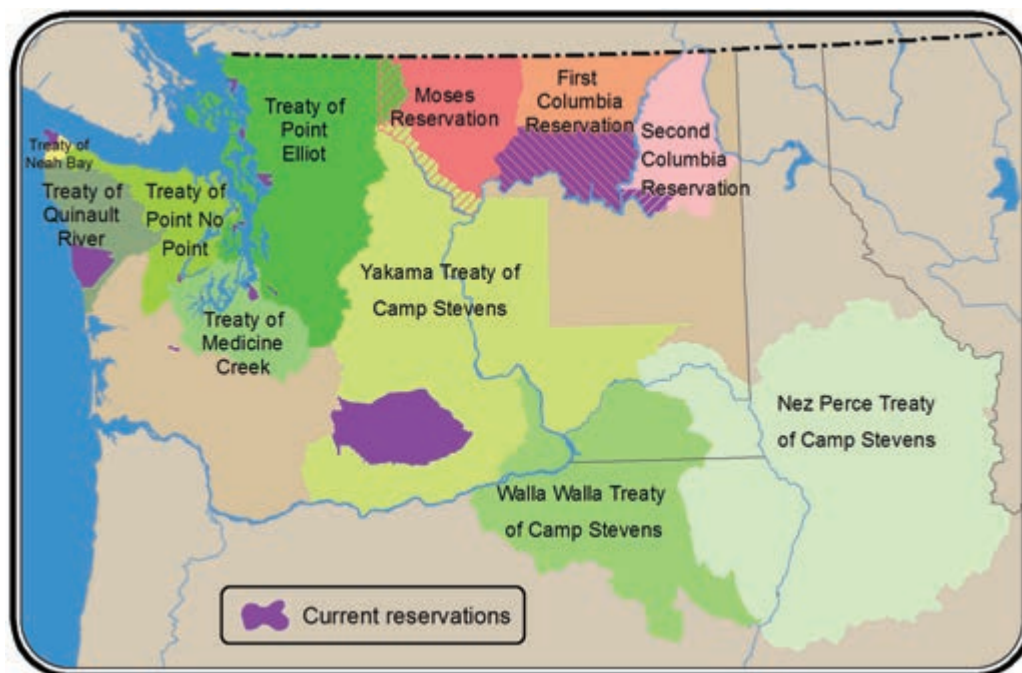 Treaty of
Point
Elliot
Moses
Reservation
First
Columbia
Reservation
Second
Columbia
Reservation
Treaty of
Neah Bay
Treaty of
Quinault
River
Treaty of
Point No
Point
Yakama Treaty of
Camp Stevens
Treaty of
Medicine
Creek
Nez Perce Treaty
of Camp Stevens
Walla Walla Treaty
of Camp Stevens
Current reservations